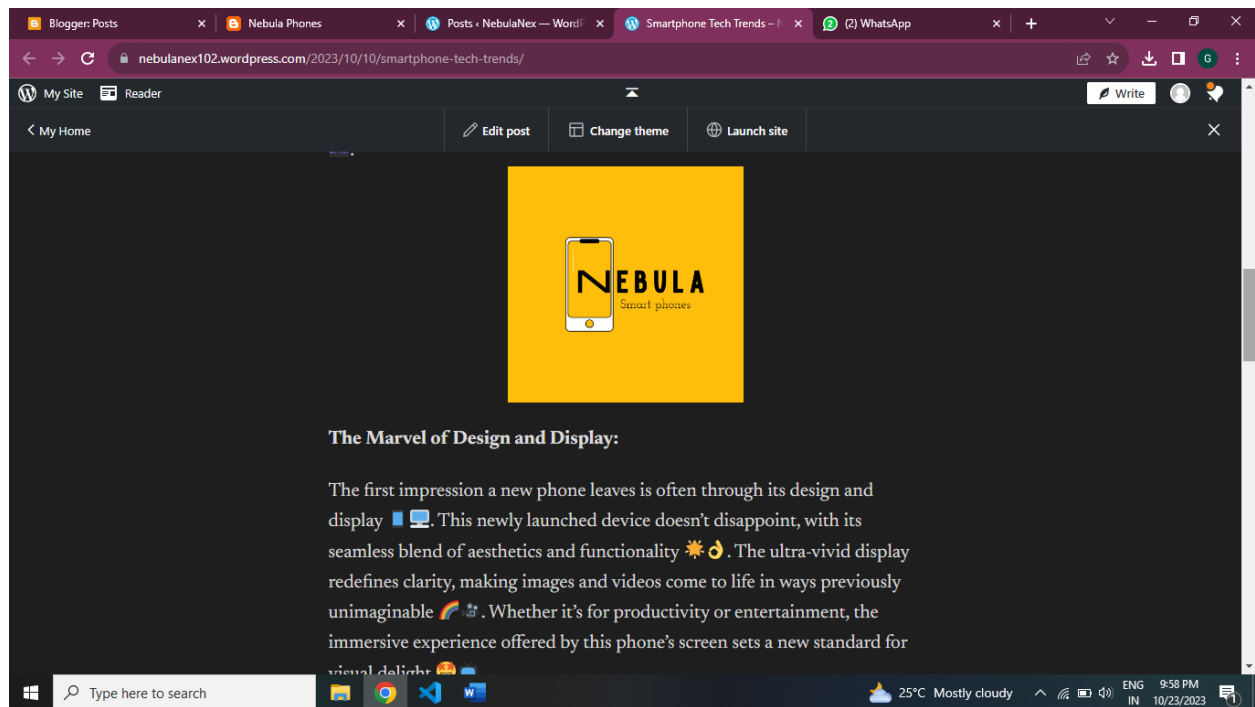 Blogger: Posts
Nebula Phones
Posts ‹ NebulaNex — WordF
Smartphone Tech Trends –
(2) WhatsApp
nebulanex102.wordpress.com/2023/10/10/smartphone-tech-trends/
G
My Site Reader
Write
My Home
Edit post
Change theme
Launch site
NEBULA
Smart phones
The Marvel of Design and Display:
The first impression a new phone leaves is often through its design and
display 📱🖥️. This newly launched device doesn’t disappoint, with its
seamless blend of aesthetics and functionality 🌟👌. The ultra-vivid display
redefines clarity, making images and videos come to life in ways previously
unimaginable 🌈🎥. Whether it’s for productivity or entertainment, the
immersive experience offered by this phone’s screen sets a new standard for
visual delight
Type here to search
25°C Mostly cloudy
ENG
IN
9:58 PM
10/23/2023
1